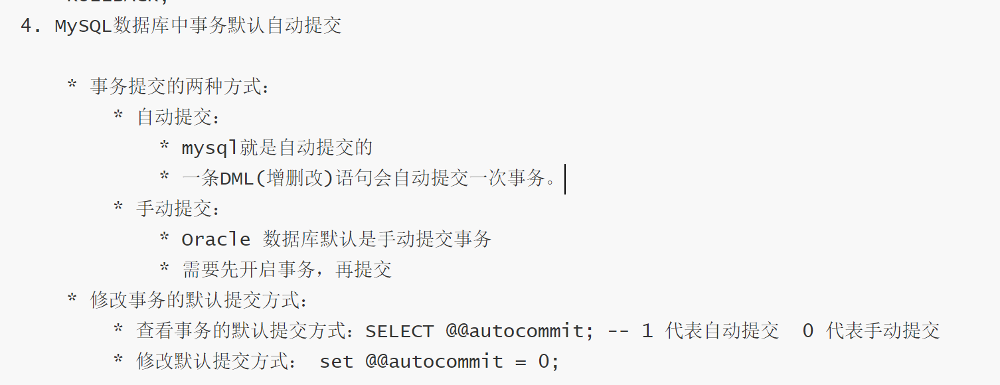 ROLLBACK;
4. MySQL数据库中事务默认自动提交
* 事务提交的两种方式：
* 自动提交：
* mysql就是自动提交的
* 一条DML(增删改)语句会自动提交一次事务。
* 手动提交：
* Oracle 数据库默认是手动提交事务
* 需要先开启事务，再提交
* 修改事务的默认提交方式：
* 查看事务的默认提交方式：SELECT @@autocommit; -- 1 代表自动提交  0 代表手动提交
* 修改默认提交方式： set @@autocommit = 0;